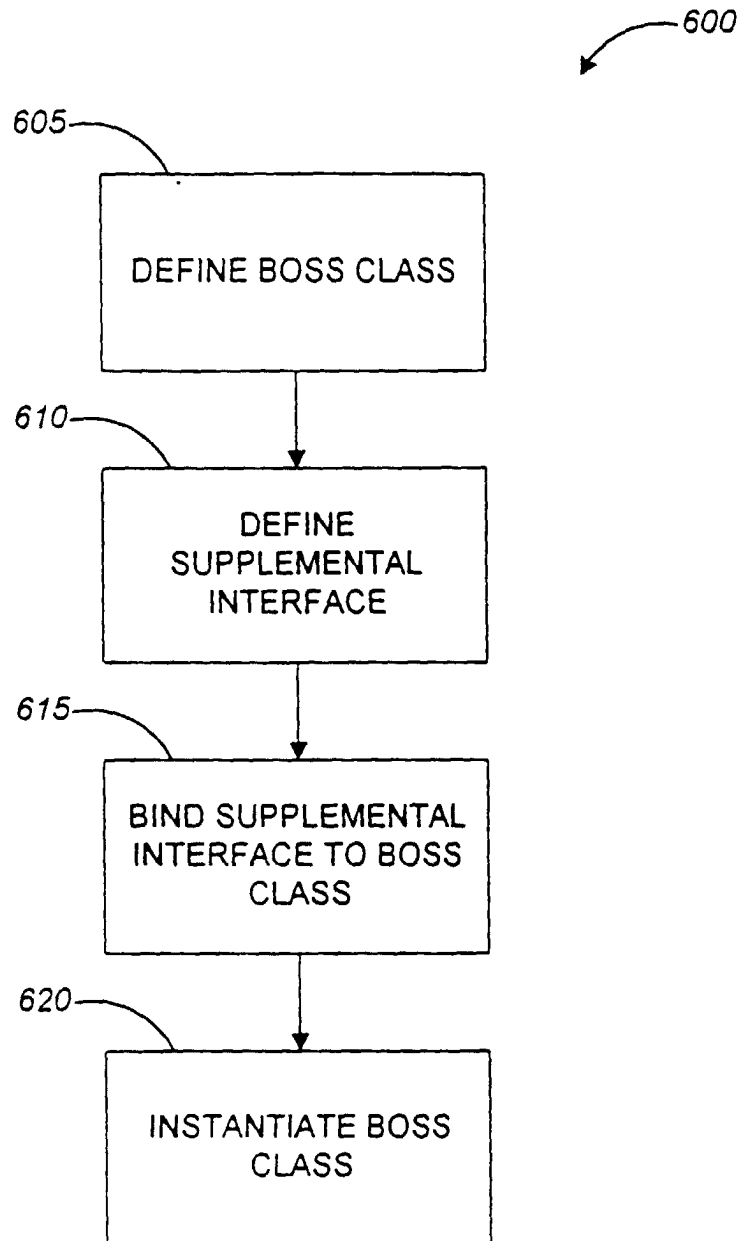 600
605
DEFINE BOSS CLASS
610
DEFINE
SUPPLEMENTAL
INTERFACE
615
BIND SUPPLEMENTAL
INTERFACE TO BOSS
CLASS
620
INSTANTIATE BOSS
CLASS